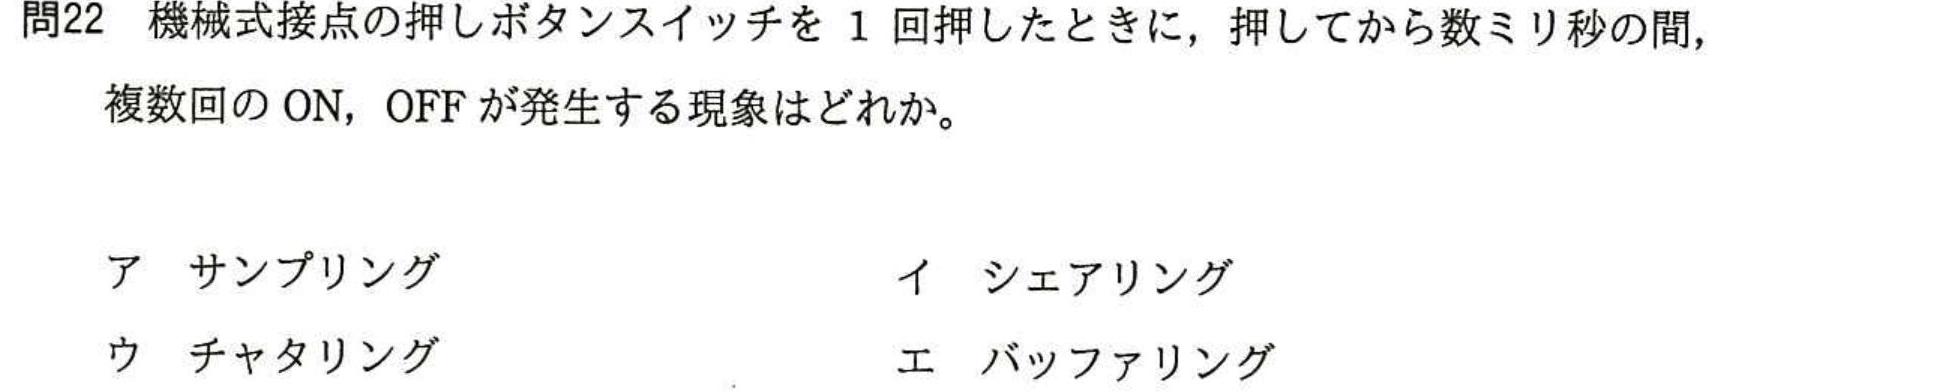 問22　機械式接点の押しボタンスイッチを 1 回押したときに，押してから数ミリ秒の間，
複数回の ON，OFF が発生する現象はどれか。
ア　サンプリング　　イ　シェアリング
ウ　チャタリング　　エ　バッファリング